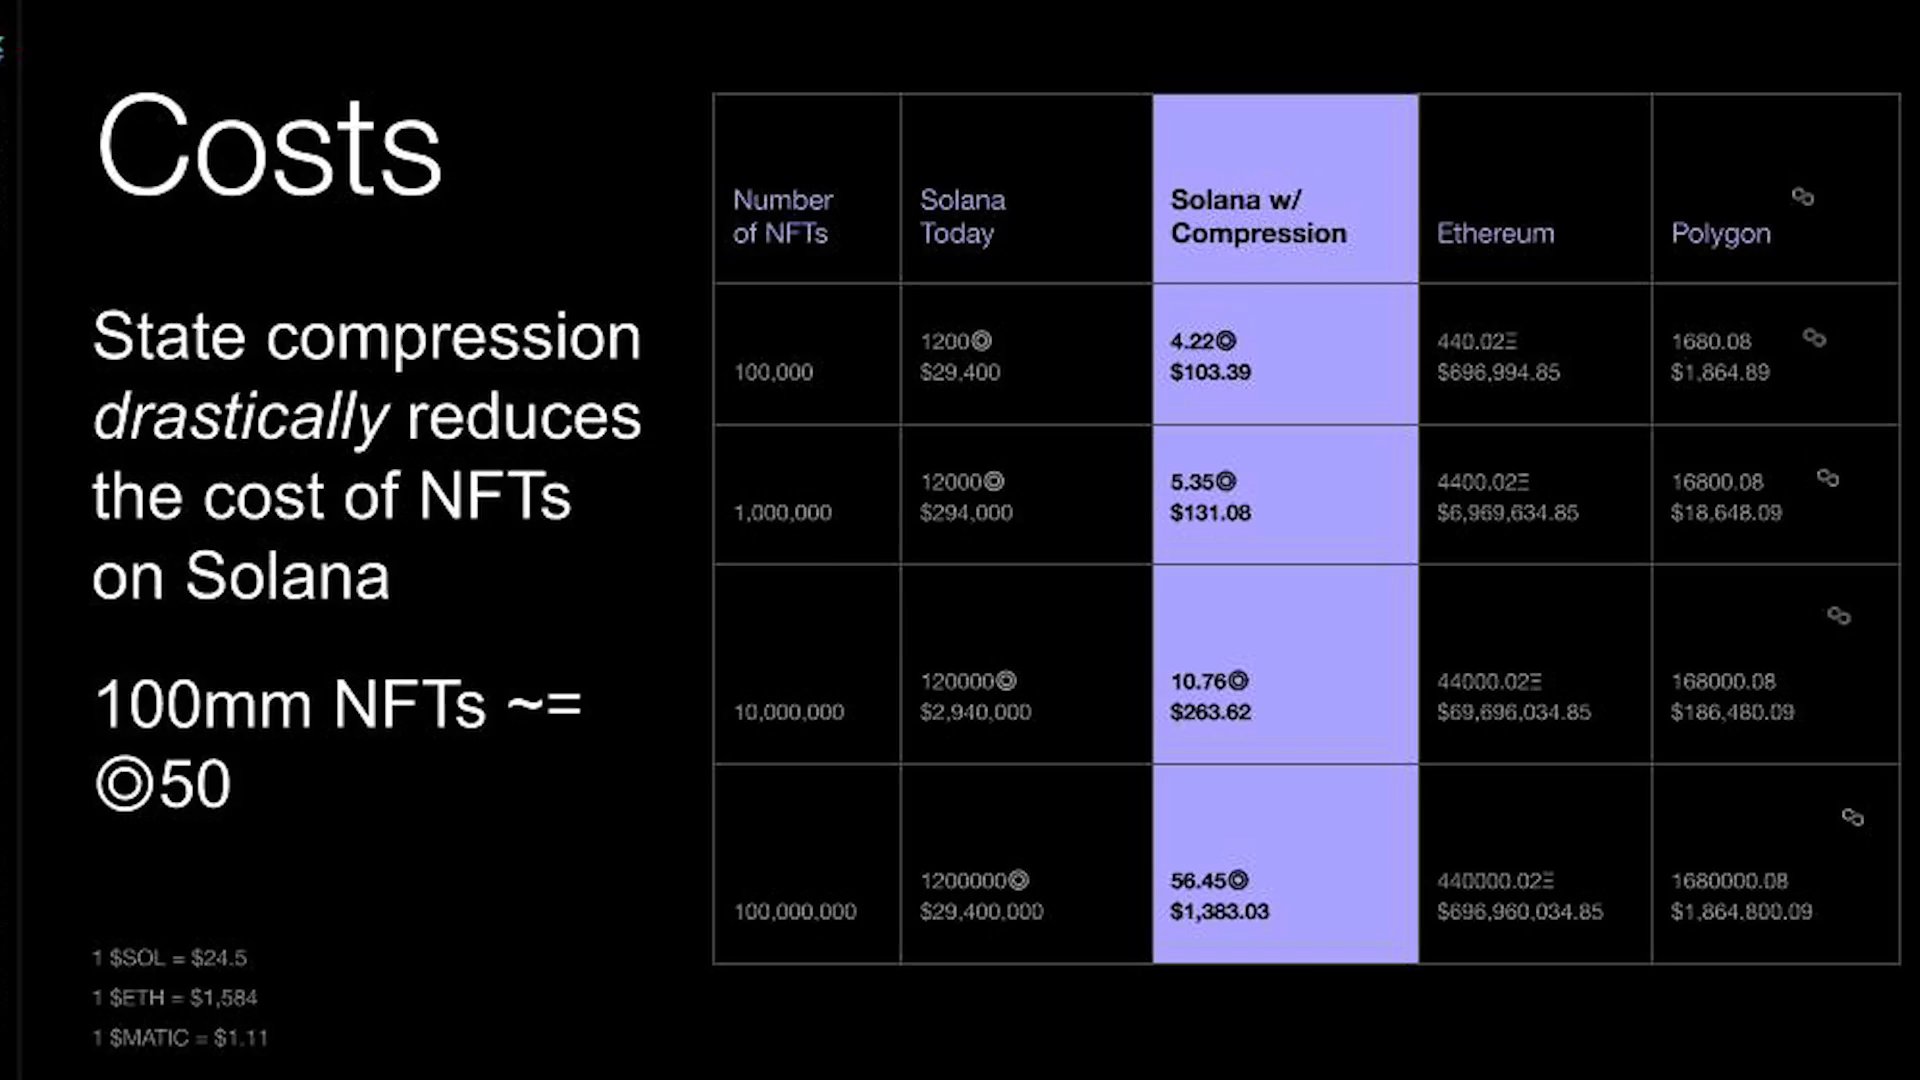 Costs
State compression
drastically reduces
the cost of NFTs
on Solana
100mm NFTs ~=
◎50
1 $SOL = $24.5
1 $ETH = $1,584
1 $MATIC = $1.11
Number
of NFTs
Solana
Today
Solana w/
Compression
Ethereum
Polygon
100,000
1200◎
$29,400
4.22◎
$103.39
440.02Ξ
$696,994.85
1680.08
$1,864.89
1,000,000
12000◎
$294,000
5.35◎
$131.08
4400.02Ξ
$6,969,634.85
16800.08
$18,648.09
10,000,000
120000◎
$2,940,000
10.76◎
$263.62
44000.02Ξ
$69,696,034.85
168000.08
$186,480.09
100,000,000
1200000◎
$29,400,000
56.45◎
$1,383.03
440000.02Ξ
$696,960,034.85
1680000.08
$1,864.800.09